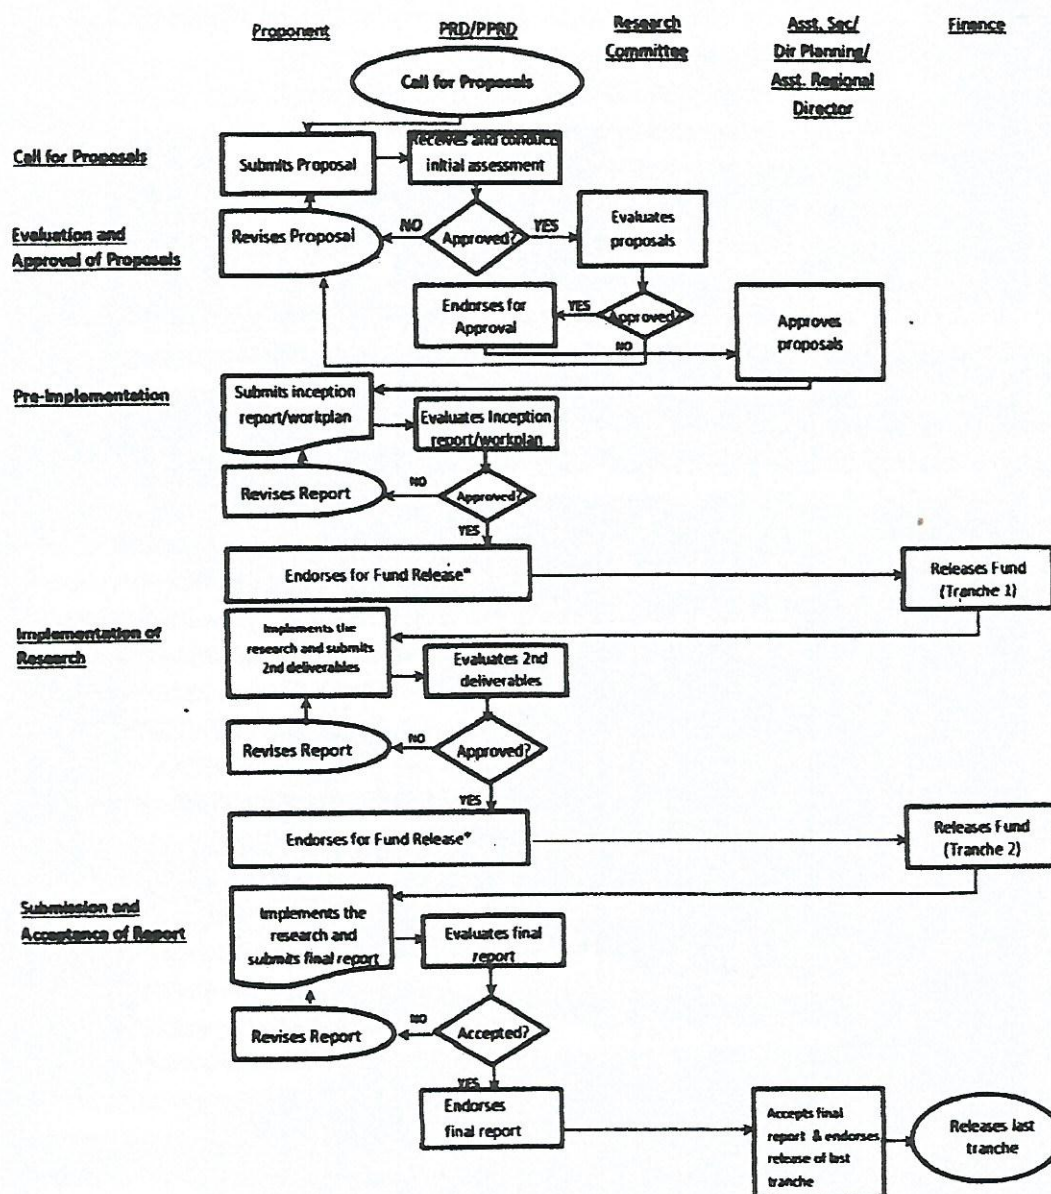 Proponent
PRD/PPRD
Research
Committee
Asst. Sec/
Dir Planning/
Asst. Regional
Director
Finance
Call for Proposals
Call for Proposals
Submits Proposal
Receives and conduct
initial assessment
Evaluation and
Approval of Proposals
Revises Proposal
NO
Approved?
YES
Evaluates
proposals
Endorses for
Approval
YES
Approved?
NO
Approves
proposals
Pre-Implementation
Submits inception
report/workplan
Evaluates Inception
report/workplan
Revises Report
NO
Approved?
YES
Endorses for Fund Release*
Releases Fund
(Tranche 1)
Implementation of
Research
Implements the
research and submits
2nd deliverables
Evaluates 2nd
deliverables
Revises Report
NO
Approved?
YES
Endorses for Fund Release*
Releases Fund
(Tranche 2)
Submission and
Acceptance of Report
Implements the
research and
submits final report
Evaluates final
report
Revises Report
NO
Accepted?
YES
Endorses
final report
Accepts final
report & endorses
release of last
tranche
Releases last
tranche